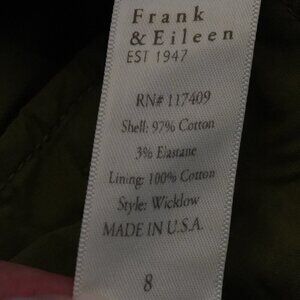 Frank
& Eileen
EST 1947
RN# 117409
Shell: 97% Cotton
3% Elastane
Lining: 100% Cotton
Style: Wicklow
MADE IN U.S.A.
8